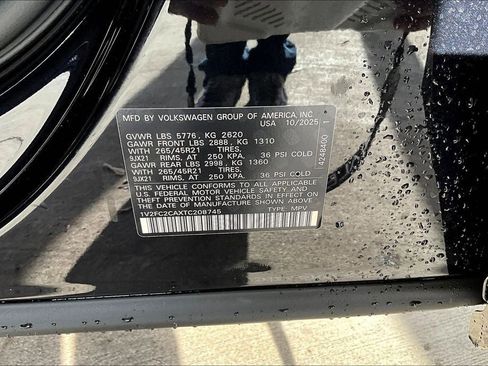 MFD BY VOLKSWAGEN GROUP OF AMERICA, INC.
USA 10/2025
GVWR LBS 5776, KG 2620
GAWR FRONT LBS 2888, KG 1310
WITH 265/45R21 TIRES,
9JX21 RIMS, AT 250 KPA, 36 PSI COLD
GAWR REAR LBS 2998, KG 1360
WITH 265/45R21 TIRES,
9JX21 RIMS, AT 250 KPA, 36 PSI COLD
THIS VEHICLE CONFORMS TO ALL APPLICABLE
U.S. FEDERAL MOTOR VEHICLE SAFETY AND
THEFT PREVENTION STANDARDS IN EFFECT ON
THE DATE OF MANUFACTURE SHOWN ABOVE.
1V2FC2CAXTC208745 TYPE: MPV
4248400 1